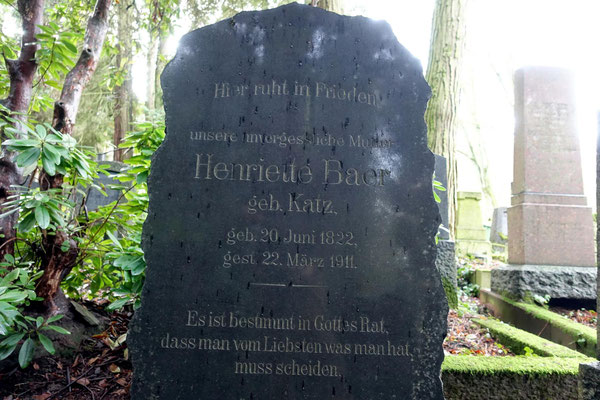 Hier ruht in Frieden
unsere unvergessliche Mutter
Henriette Baer
geb. Katz,
geb. 20. Juni 1822,
gest. 22. März 1911.
Es ist bestimmt in Gottes Rat,
dass man vom Liebsten was man hat,
muss scheiden.